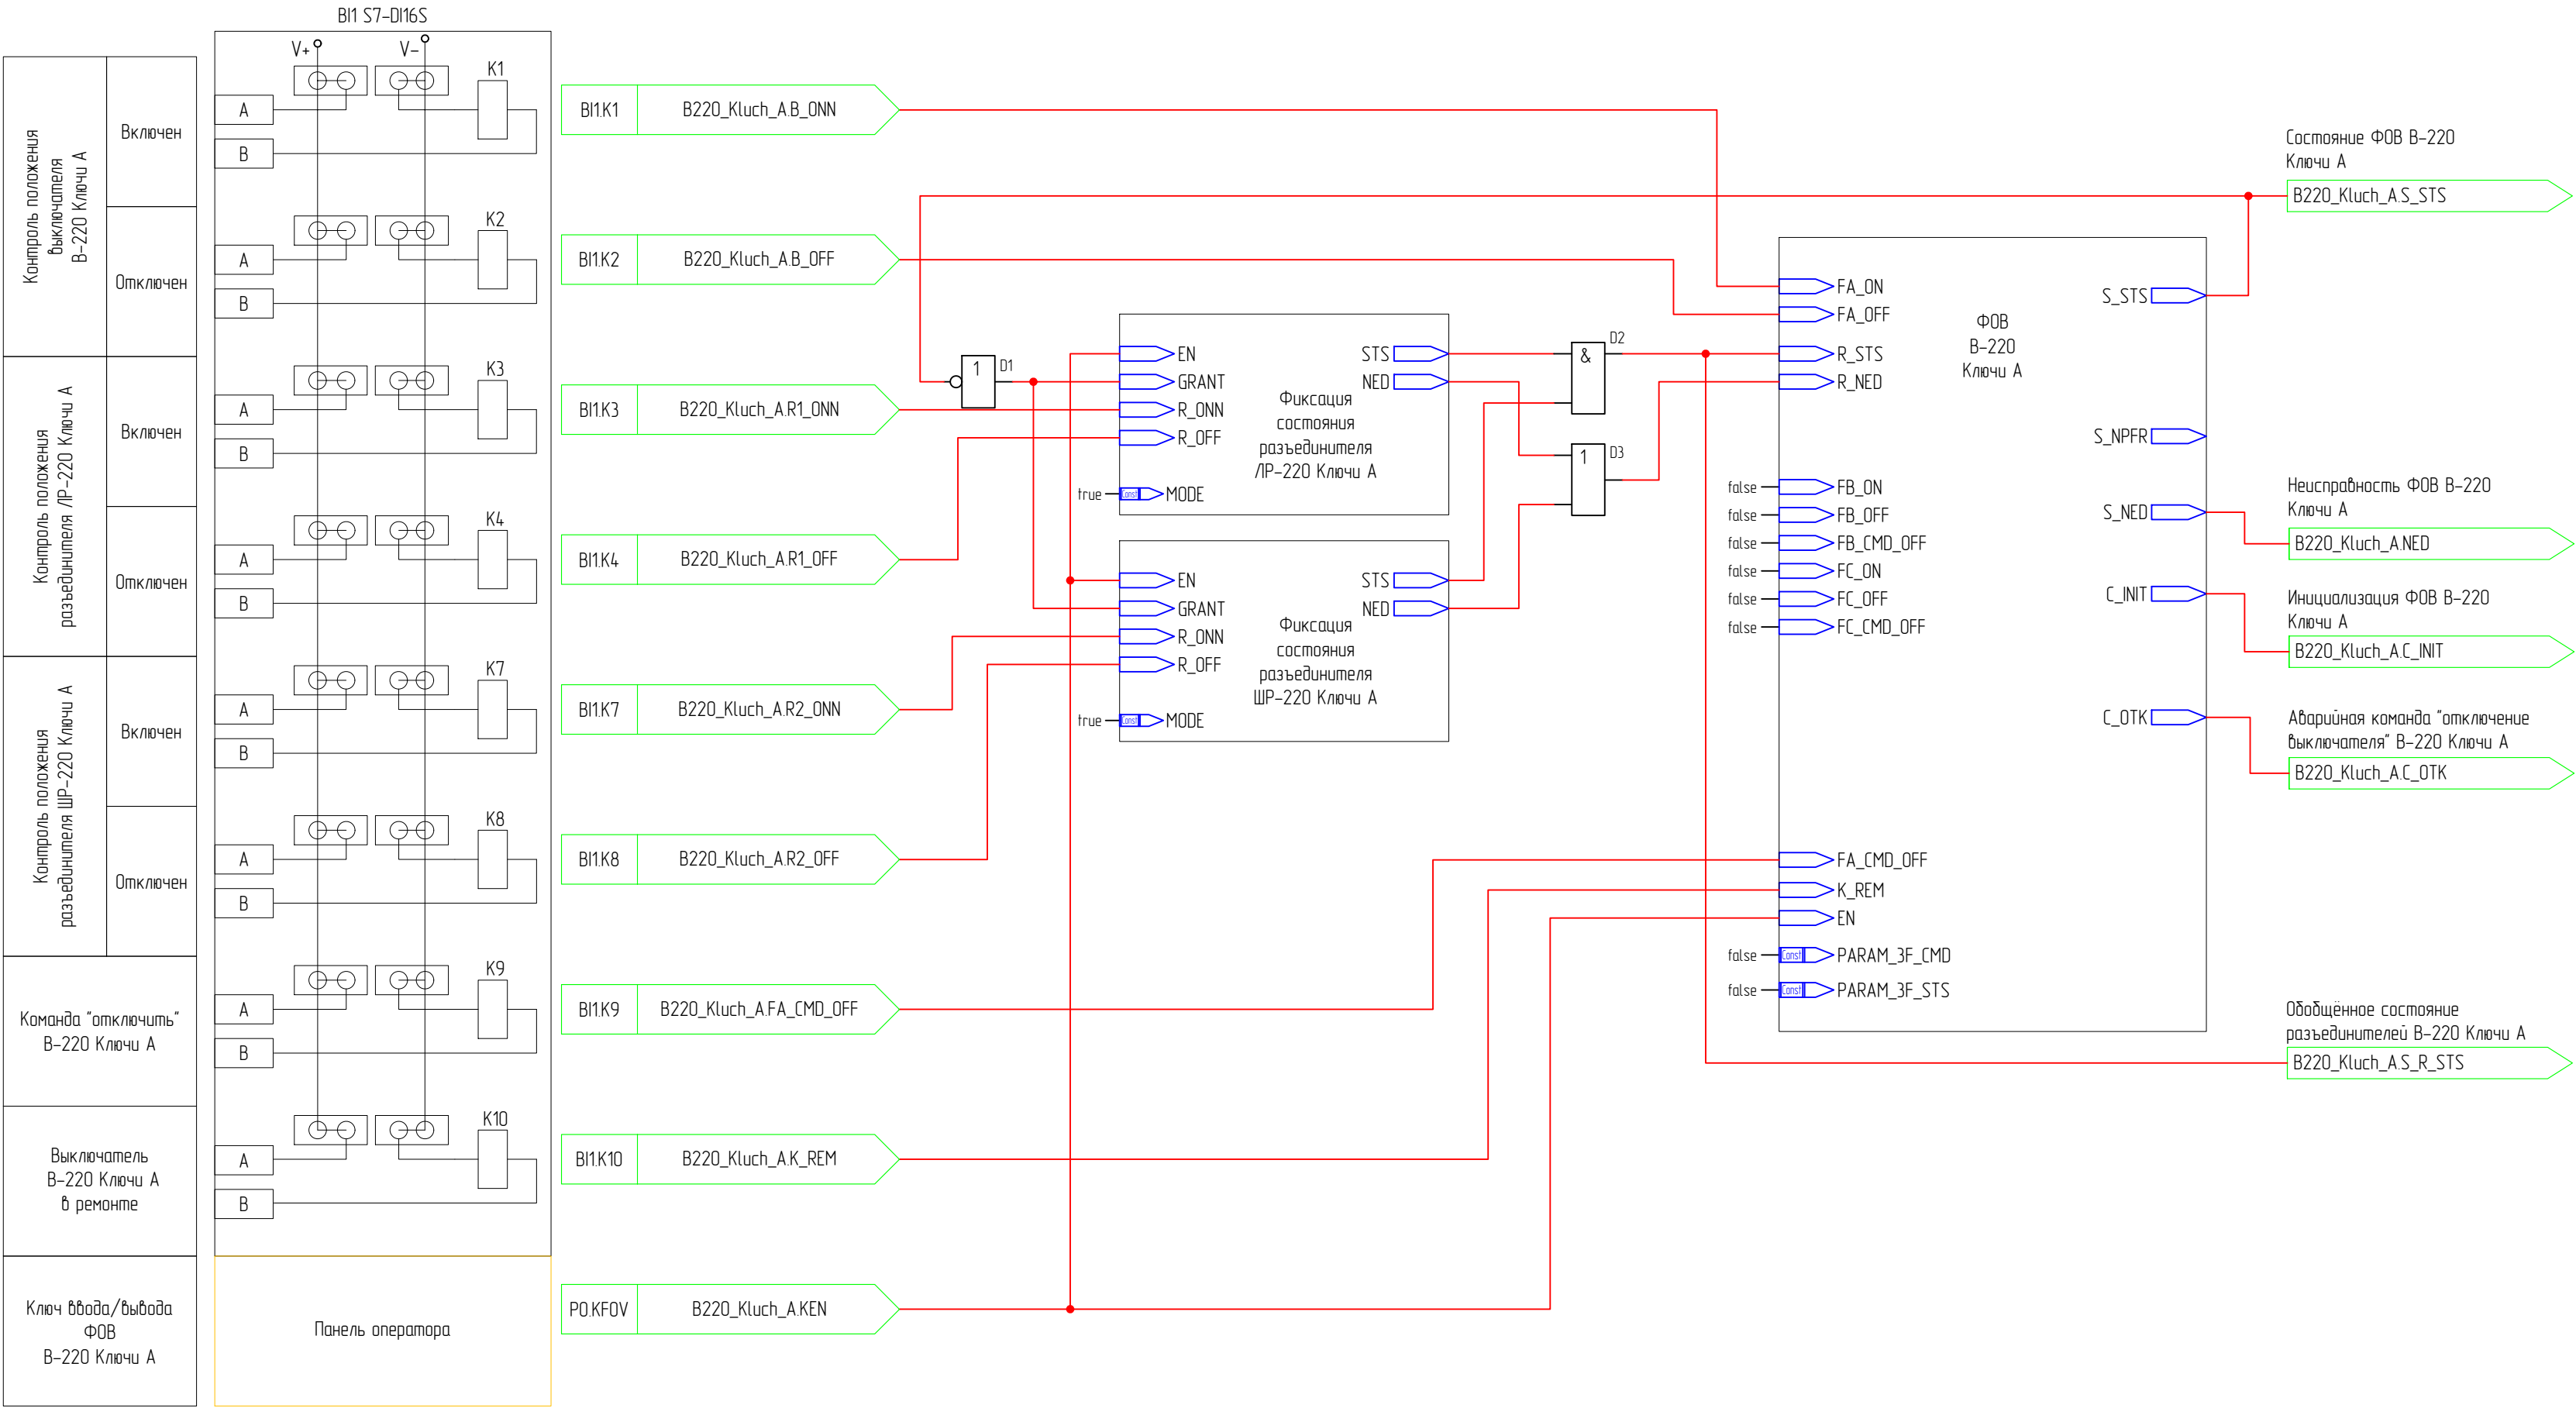 BI1 S7-DI16S
V+
V-
Контроль положения
выключателя
В-220 Ключи А
Включен
Отключен
Контроль положения
разъединителя ЛР-220 Ключи А
Включен
Отключен
Контроль положения
разъединителя ШР-220 Ключи А
Включен
Отключен
Команда "отключить"
В-220 Ключи А
Выключатель
В-220 Ключи А
в ремонте
Ключ ввода/вывода
ФОВ
В-220 Ключи А
A
B
K1
A
B
K2
A
B
K3
A
B
K4
A
B
K7
A
B
K8
A
B
K9
A
B
K10
Панель оператора
BI1.K1 B220_Kluch_A.B_ONN
BI1.K2 B220_Kluch_A.B_OFF
BI1.K3 B220_Kluch_A.R1_ONN
BI1.K4 B220_Kluch_A.R1_OFF
BI1.K7 B220_Kluch_A.R2_ONN
BI1.K8 B220_Kluch_A.R2_OFF
BI1.K9 B220_Kluch_A.FA_CMD_OFF
BI1.K10 B220_Kluch_A.K_REM
PO.KFOV B220_Kluch_A.KEN
1
D1
EN
GRANT
R_ONN
R_OFF
true
Const
MODE
STS
NED
Фиксация
состояния
разъединителя
ЛР-220 Ключи А
EN
GRANT
R_ONN
R_OFF
true
Const
MODE
STS
NED
Фиксация
состояния
разъединителя
ШР-220 Ключи А
&
D2
1
D3
FA_ON
FA_OFF
R_STS
R_NED
ФОВ
В-220
Ключи А
false FB_ON
false FB_OFF
false FB_CMD_OFF
false FC_ON
false FC_OFF
false FC_CMD_OFF
FA_CMD_OFF
K_REM
EN
false Const PARAM_3F_CMD
false Const PARAM_3F_STS
S_STS
S_NPFR
S_NED
C_INIT
C_OTK
Состояние ФОВ В-220
Ключи А
B220_Kluch_A.S_STS
Неисправность ФОВ В-220
Ключи А
B220_Kluch_A.NED
Инициализация ФОВ В-220
Ключи А
B220_Kluch_A.C_INIT
Аварийная команда "отключение
выключателя" В-220 Ключи А
B220_Kluch_A.C_OTK
Обобщённое состояние
разъединителей В-220 Ключи А
B220_Kluch_A.S_R_STS